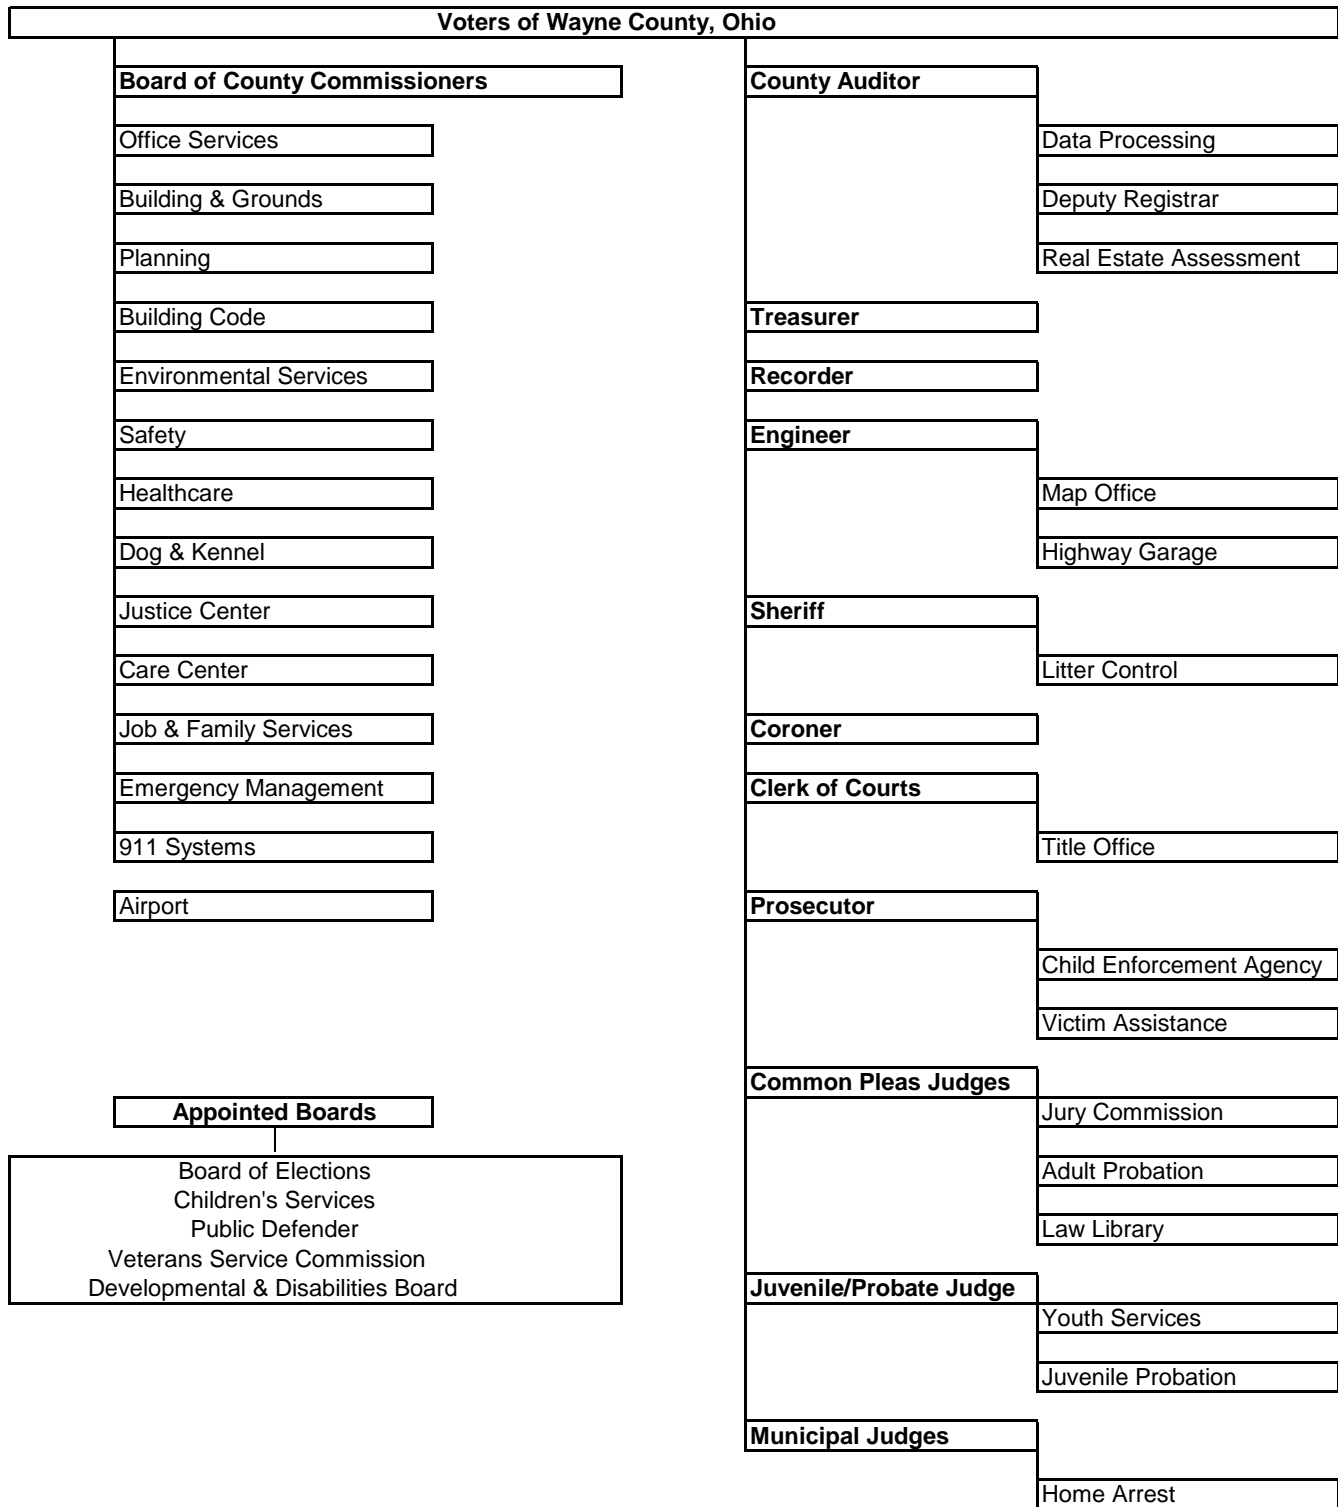 Voters of Wayne County, Ohio
Board of County Commissioners
Office Services
Building & Grounds
Planning
Building Code
Environmental Services
Safety
Healthcare
Dog & Kennel
Justice Center
Care Center
Job & Family Services
Emergency Management
911 Systems
Airport
Appointed Boards
Board of Elections
Children's Services
Public Defender
Veterans Service Commission
Developmental & Disabilities Board
County Auditor
Data Processing
Deputy Registrar
Real Estate Assessment
Treasurer
Recorder
Engineer
Map Office
Highway Garage
Sheriff
Litter Control
Coroner
Clerk of Courts
Title Office
Prosecutor
Child Enforcement Agency
Victim Assistance
Common Pleas Judges
Jury Commission
Adult Probation
Law Library
Juvenile/Probate Judge
Youth Services
Juvenile Probation
Municipal Judges
Home Arrest